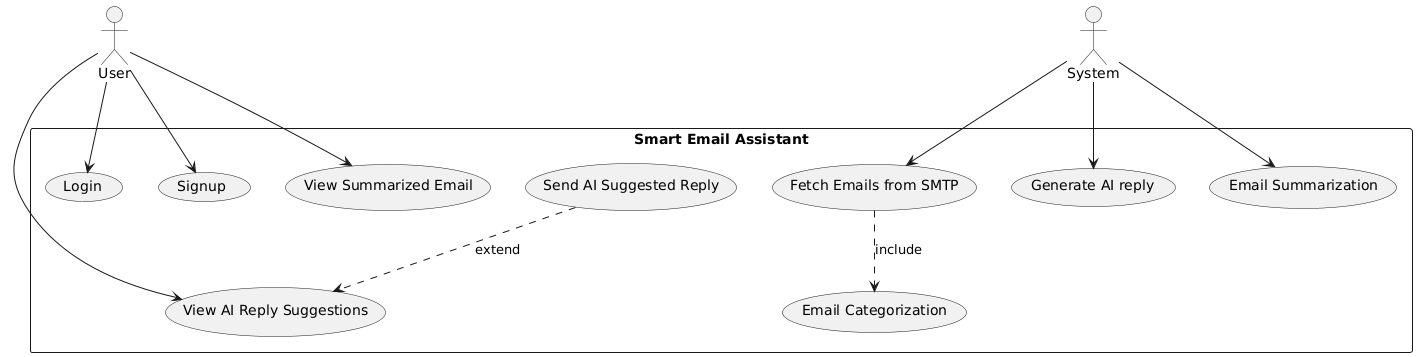 User
System
Smart Email Assistant
Login
Signup
View Summarized Email
Send AI Suggested Reply
Fetch Emails from SMTP
Generate AI reply
Email Summarization
extend
include
View AI Reply Suggestions
Email Categorization